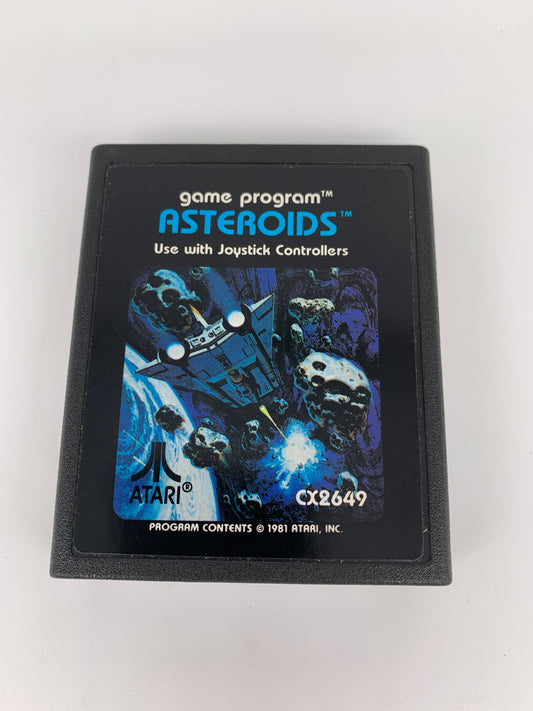 game program™
ASTEROIDS™
Use with Joystick Controllers
ATARI®
CX2649
PROGRAM CONTENTS © 1981 ATARI, INC.